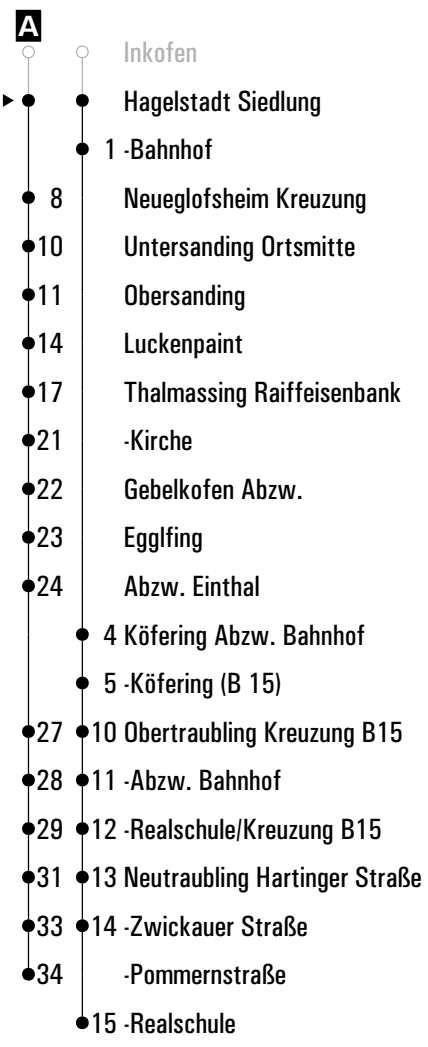 A
Inkofen
Hagelstadt Siedlung
1 -Bahnhof
8 Neueglofsheim Kreuzung
10 Untersanding Ortsmitte
11 Obersanding
14 Luckenpaint
17 Thalmassing Raiffeisenbank
21 -Kirche
22 Gebelkofen Abzw.
23 Egglfing
24 Abzw. Einthal
4 Köfering Abzw. Bahnhof
5 -Köfering (B 15)
27 10 Obertraubling Kreuzung B15
28 11 -Abzw. Bahnhof
29 12 -Realschule/Kreuzung B15
31 13 Neutraubling Hartinger Straße
33 14 -Zwickauer Straße
34 -Pommernstraße
15 -Realschule